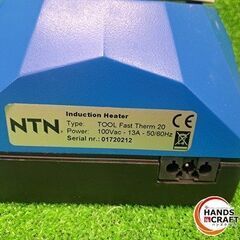 Induction Heater
NTN
Type: TOOL Fast Therm 20
Power: 100Vac - 13A - 50/60Hz
Serial nr.: 01720212
CE
HANDS
CRAFT